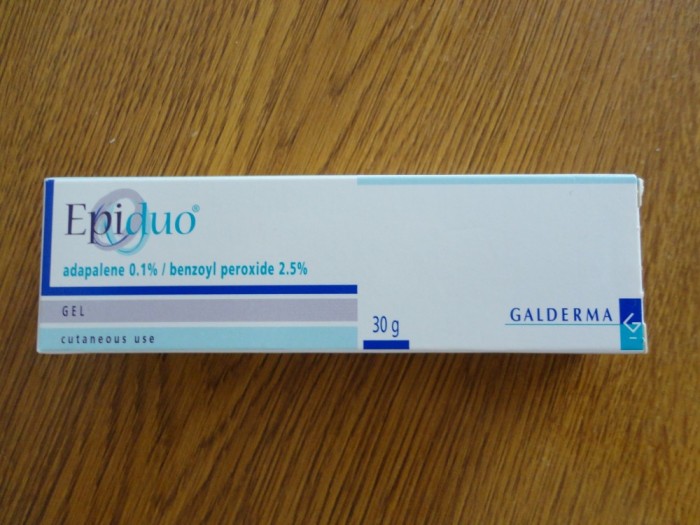 Epiduo®
adapalene 0.1% / benzoyl peroxide 2.5%
GEL
cutaneous use
30 g
GALDERMA